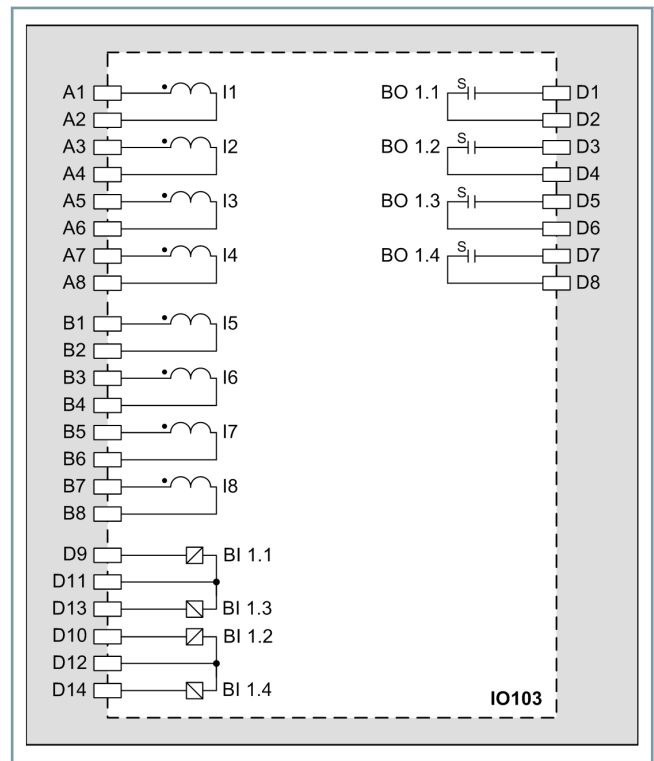 A1 I1 BO 1.1 S D1
A2 D2
A3 I2 BO 1.2 S D3
A4 D4
A5 I3 BO 1.3 S D5
A6 D6
A7 I4 BO 1.4 S D7
A8 D8
B1 I5
B2
B3 I6
B4
B5 I7
B6
B7 I8
B8
D9 BI 1.1
D11
D13 BI 1.3
D10 BI 1.2
D12
D14 BI 1.4
IO103